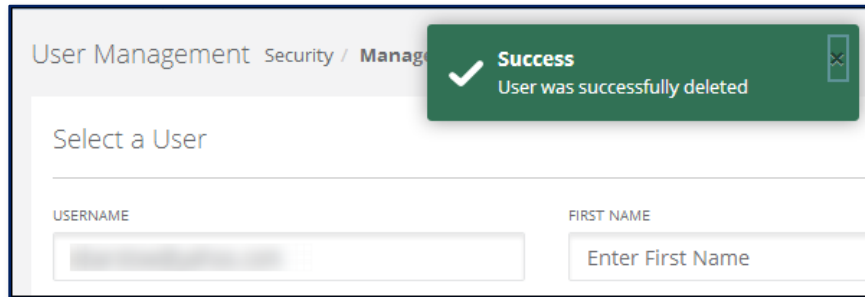 User Management Security / Manag
Success
User was successfully deleted
×
Select a User
USERNAME
FIRST NAME
Enter First Name